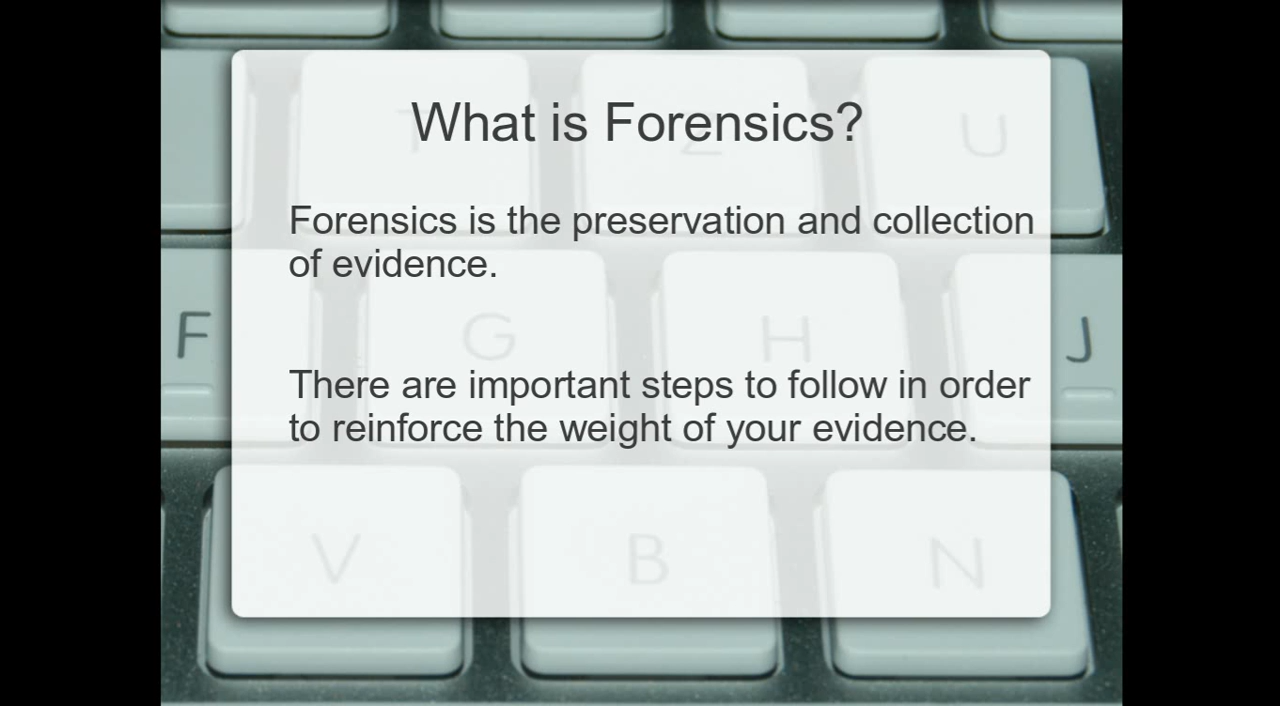 What is Forensics?
Forensics is the preservation and collection
of evidence.
There are important steps to follow in order
to reinforce the weight of your evidence.
T Z U
F G H J
V B N